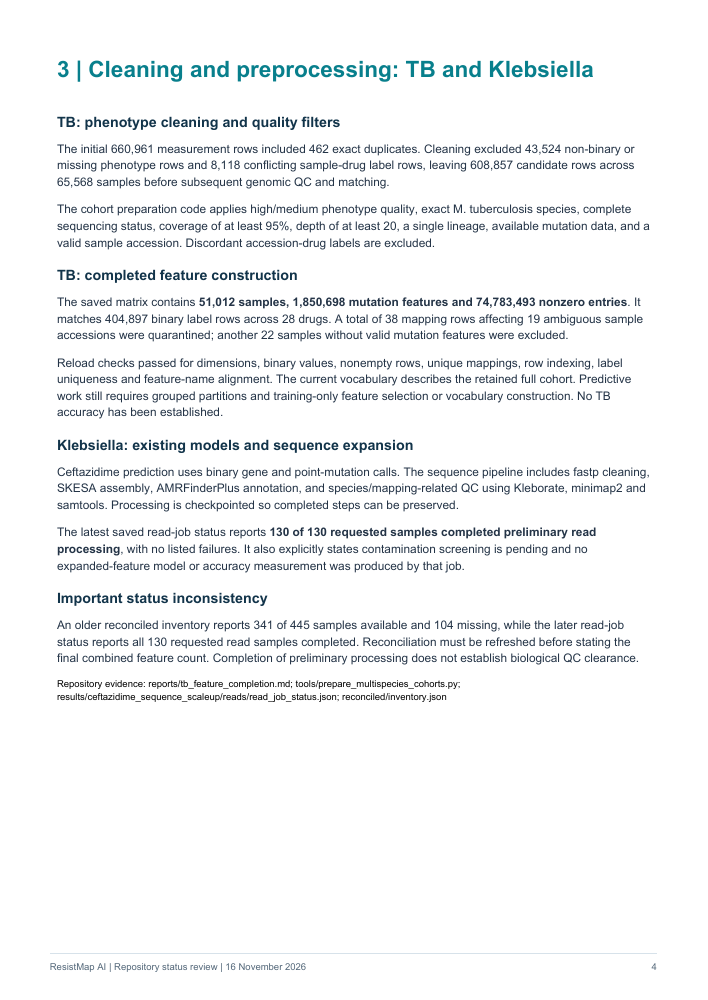 3 | Cleaning and preprocessing: TB and Klebsiella
TB: phenotype cleaning and quality filters
The initial 660,961 measurement rows included 462 exact duplicates. Cleaning excluded 43,524 non-binary or
missing phenotype rows and 8,118 conflicting sample-drug label rows, leaving 608,857 candidate rows across
65,568 samples before subsequent genomic QC and matching.
The cohort preparation code applies high/medium phenotype quality, exact M. tuberculosis species, complete
sequencing status, coverage of at least 95%, depth of at least 20, a single lineage, available mutation data, and a
valid sample accession. Discordant accession-drug labels are excluded.
TB: completed feature construction
The saved matrix contains 51,012 samples, 1,850,698 mutation features and 74,783,493 nonzero entries. It
matches 404,897 binary label rows across 28 drugs. A total of 38 mapping rows affecting 19 ambiguous sample
accessions were quarantined; another 22 samples without valid mutation features were excluded.
Reload checks passed for dimensions, binary values, nonempty rows, unique mappings, row indexing, label
uniqueness and feature-name alignment. The current vocabulary describes the retained full cohort. Predictive
work still requires grouped partitions and training-only feature selection or vocabulary construction. No TB
accuracy has been established.
Klebsiella: existing models and sequence expansion
Ceftazidime prediction uses binary gene and point-mutation calls. The sequence pipeline includes fastp cleaning,
SKESA assembly, AMRFinderPlus annotation, and species/mapping-related QC using Kleborate, minimap2 and
samtools. Processing is checkpointed so completed steps can be preserved.
The latest saved read-job status reports 130 of 130 requested samples completed preliminary read
processing, with no listed failures. It also explicitly states contamination screening is pending and no
expanded-feature model or accuracy measurement was produced by that job.
Important status inconsistency
An older reconciled inventory reports 341 of 445 samples available and 104 missing, while the later read-job
status reports all 130 requested read samples completed. Reconciliation must be refreshed before stating the
final combined feature count. Completion of preliminary processing does not establish biological QC clearance.
Repository evidence: reports/tb_feature_completion.md; tools/prepare_multispecies_cohorts.py;
results/ceftazidime_sequence_scaleup/reads/read_job_status.json; reconciled/inventory.json
ResistMap AI | Repository status review | 16 November 2026
4